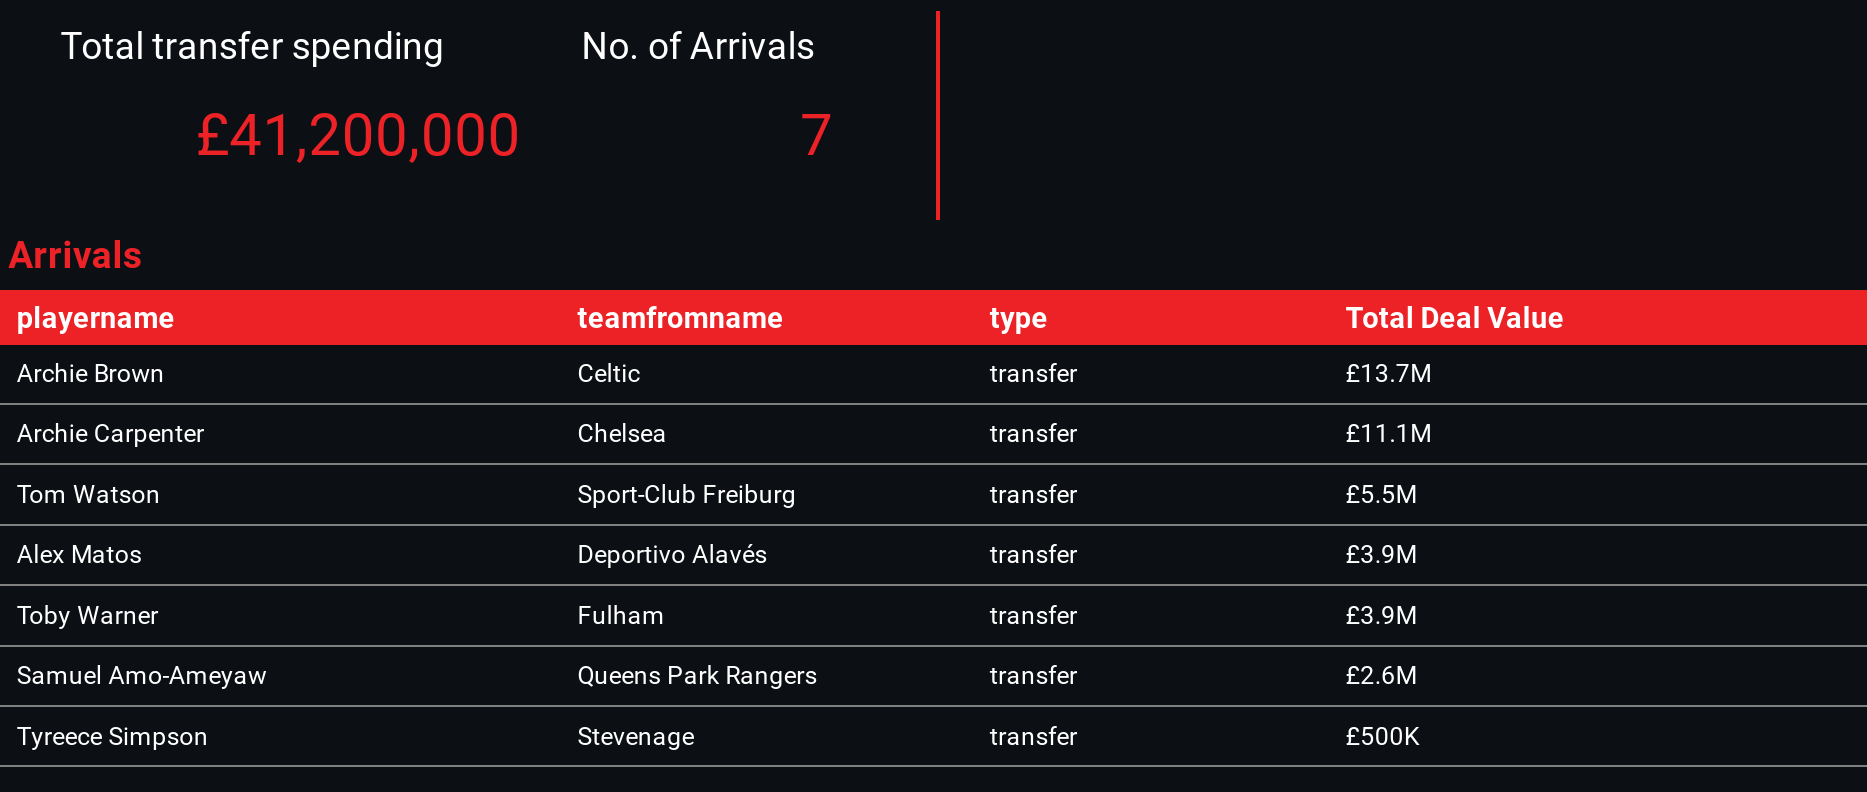 Total transfer spending No. of Arrivals
£41,200,000 7
Arrivals
playername teamfromname type Total Deal Value
Archie Brown Celtic transfer £13.7M
Archie Carpenter Chelsea transfer £11.1M
Tom Watson Sport-Club Freiburg transfer £5.5M
Alex Matos Deportivo Alavés transfer £3.9M
Toby Warner Fulham transfer £3.9M
Samuel Amo-Ameyaw Queens Park Rangers transfer £2.6M
Tyreece Simpson Stevenage transfer £500K